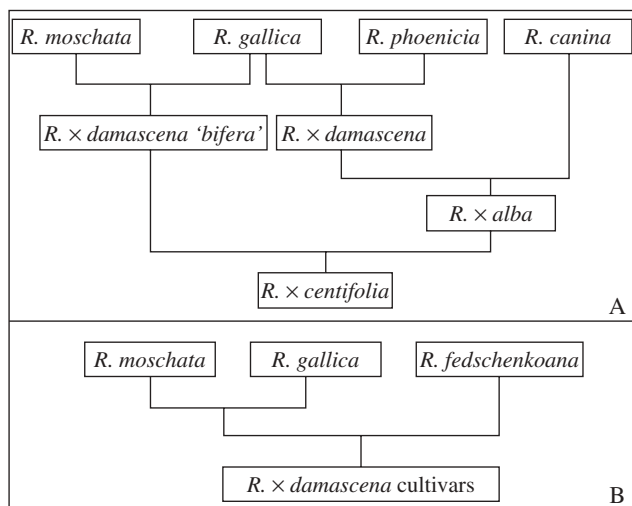 R. moschata R. gallica R. phoenicia R. canina
R. × damascena ‘bifera’ R. × damascena
R. × alba
R. × centifolia
A
R. moschata R. gallica R. fedschenkoana
R. × damascena cultivars
B